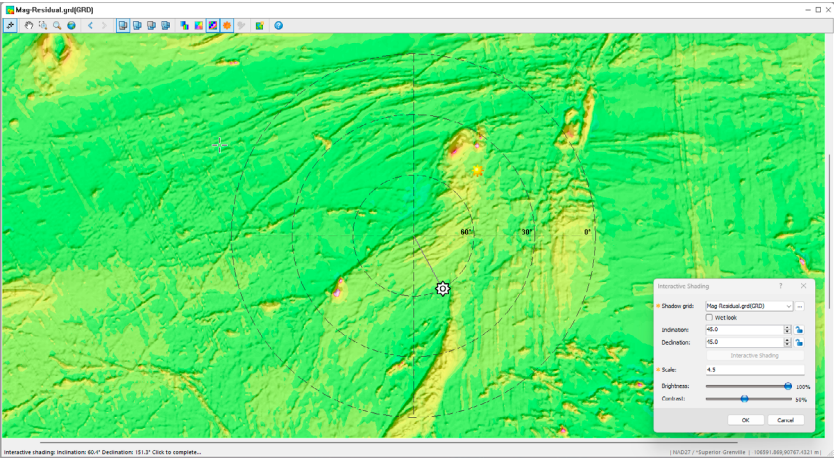 Mag-Residual.grd(GRD)
60°
30°
0°
Interactive Shading
Shadow grid:
Mag-Residual.grd(GRD)
...
Wet look
Inclination:
45.0
Declination:
45.0
Interactive Shading
Scale:
4.5
Brightness:
100%
Contrast:
50%
OK
Cancel
Interactive shading: Inclination: 60.4° Declination: 151.3° Click to complete...
| NAD27 / *Superior Grenville |